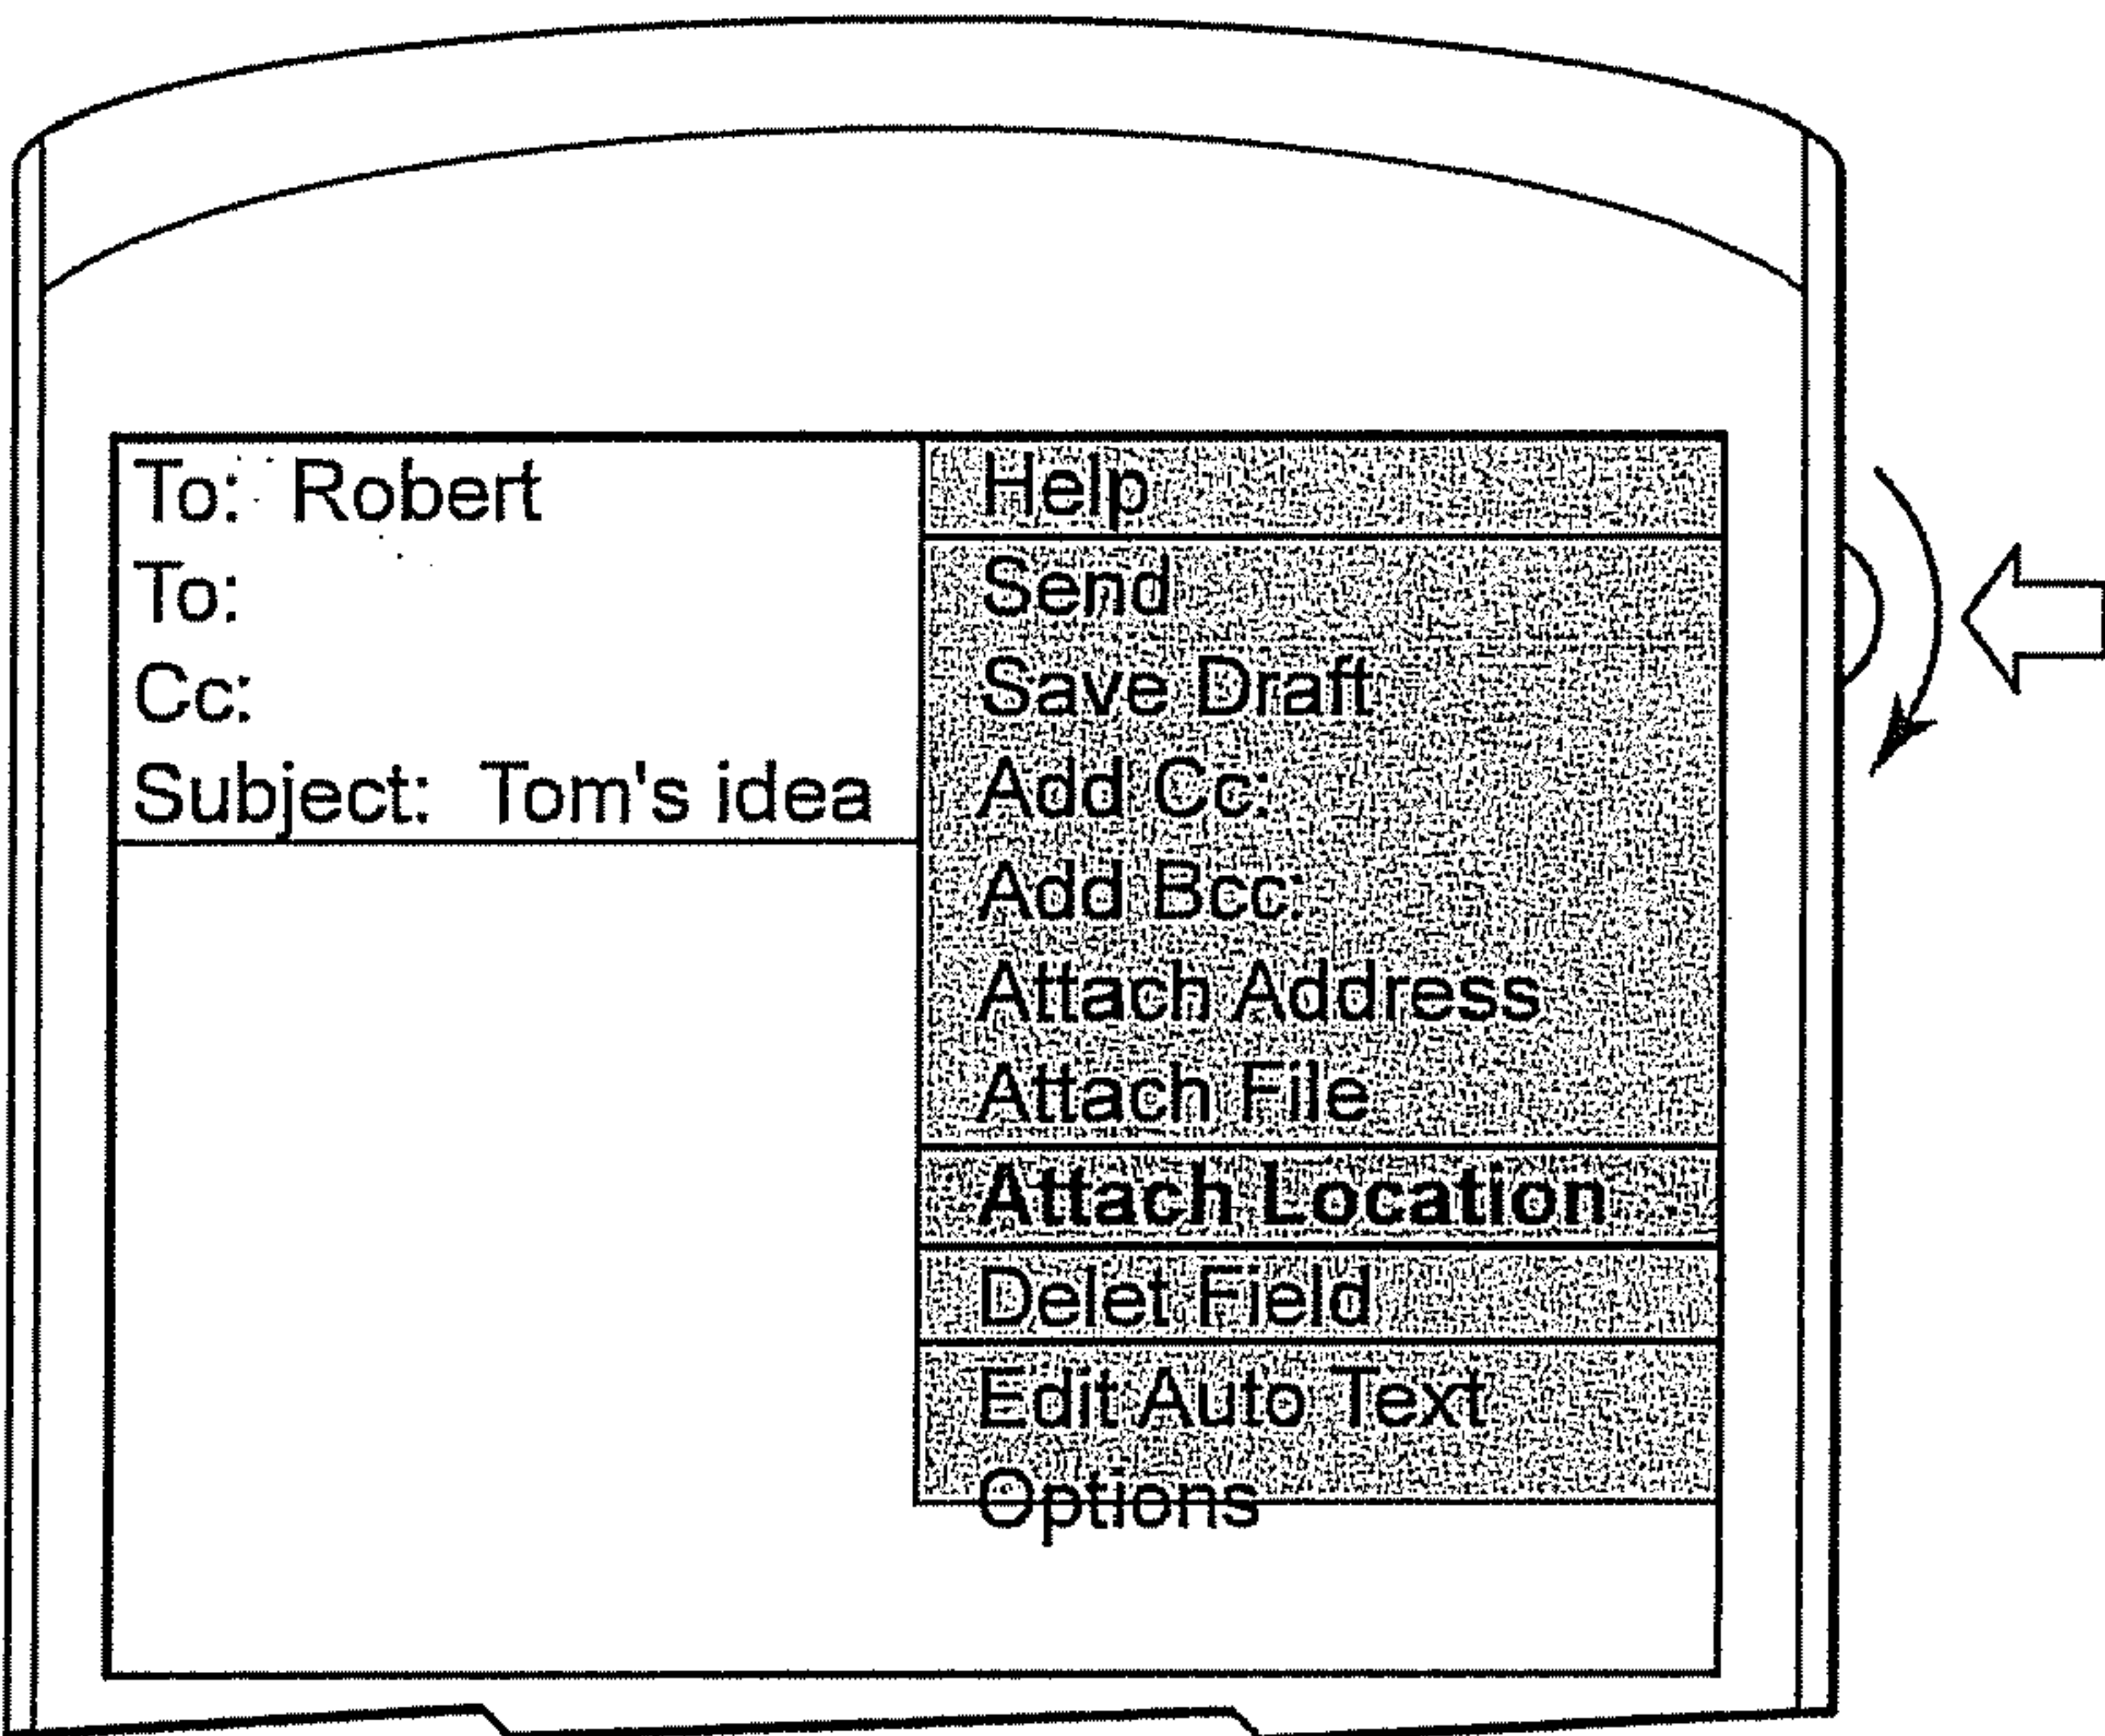 To: Robert
To:
Cc:
Subject: Tom's idea
Help
Send
Save Draft
Add Cc:
Add Bcc:
Attach Address
Attach File
Attach Location
Delet Field
Edit Auto Text
Options